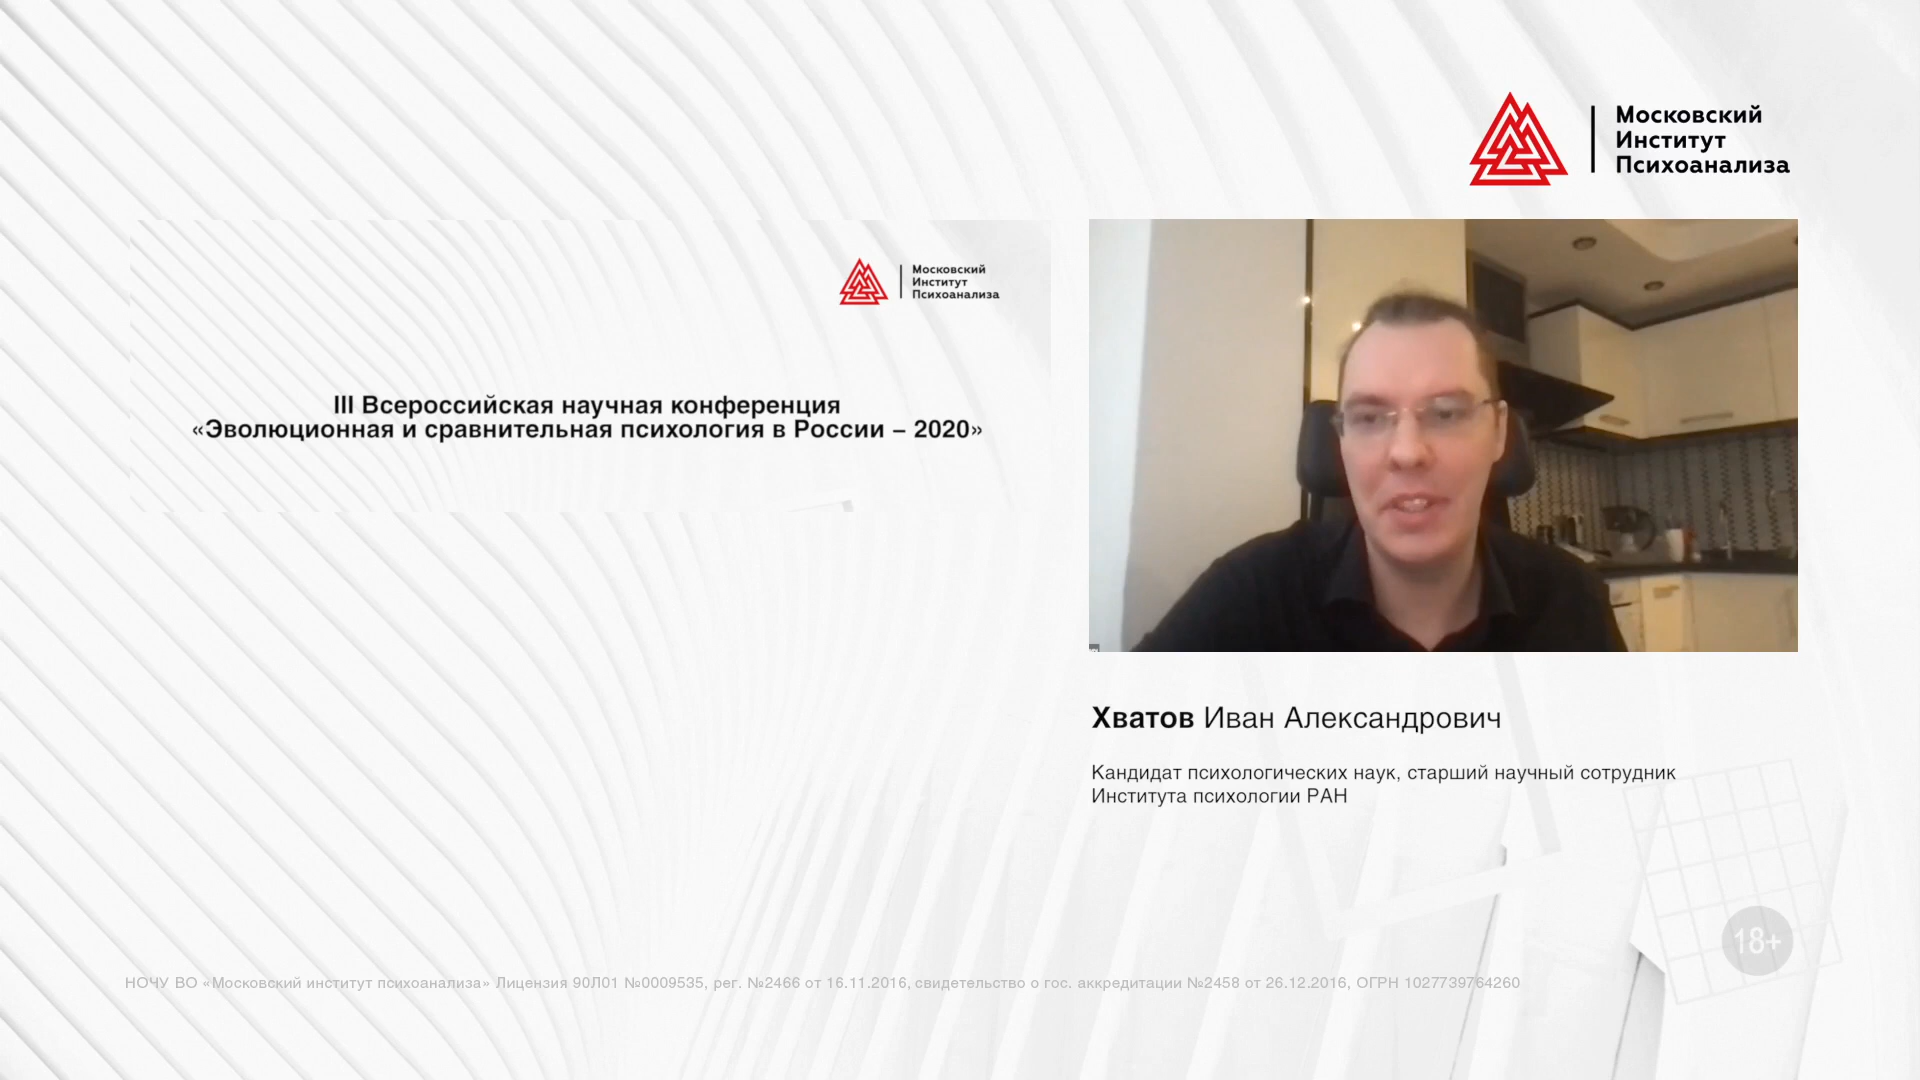 Московский
Институт
Психоанализа
Московский
Институт
Психоанализа
III Всероссийская научная конференция
«Эволюционная и сравнительная психология в России – 2020»
Хватов Иван Александрович
Кандидат психологических наук, старший научный сотрудник
Института психологии РАН
18+
НОЧУ ВО «Московский институт психоанализа» Лицензия 90Л01 №0009535, рег. №2466 от 16.11.2016, свидетельство о гос. аккредитации №2458 от 26.12.2016, ОГРН 1027739764260